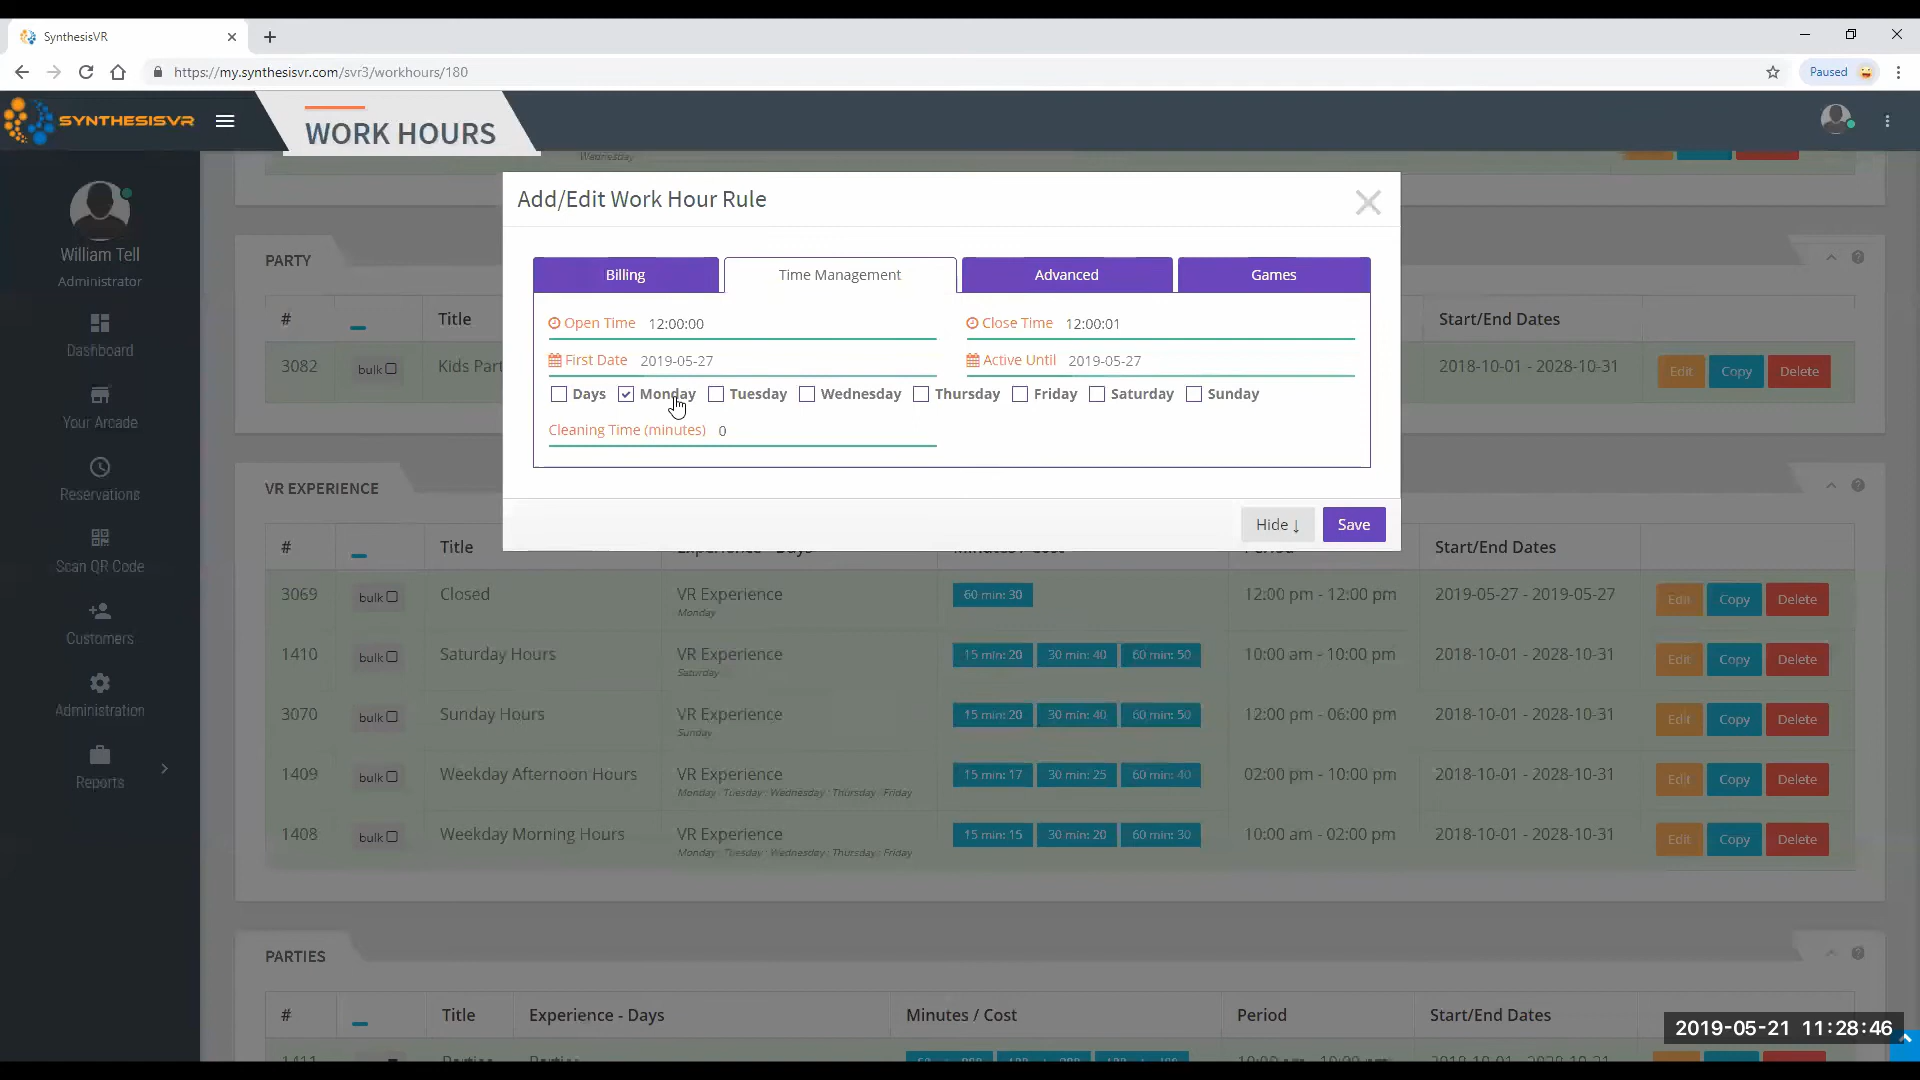 SynthesisVR
https://my.synthesisvr.com/svr3/workhours/180
Paused
SYNTHESISVR
WORK HOURS
William Tell
Administrator
Dashboard
Your Arcade
Reservations
Scan QR Code
Customers
Administration
Reports
Wednesday
Add/Edit Work Hour Rule
Billing
Time Management
Advanced
Games
Open Time 12:00:00
Close Time 12:00:01
First Date 2019-05-27
Active Until 2019-05-27
Days Monday Tuesday Wednesday Thursday Friday Saturday Sunday
Cleaning Time (minutes) 0
Hide ↓
Save
PARTY
# Title Start/End Dates
3082 bulk Kids Part 2018-10-01 - 2028-10-31 Edit Copy Delete
VR EXPERIENCE
# Title Experience - Days Minutes / Cost Period Start/End Dates
3069 bulk Closed VR Experience 60 min: 30 12:00 pm - 12:00 pm 2019-05-27 - 2019-05-27 Edit Copy Delete
Monday
1410 bulk Saturday Hours VR Experience 15 min: 20 30 min: 40 60 min: 50 10:00 am - 10:00 pm 2018-10-01 - 2028-10-31 Edit Copy Delete
Saturday
3070 bulk Sunday Hours VR Experience 15 min: 20 30 min: 40 60 min: 50 12:00 pm - 06:00 pm 2018-10-01 - 2028-10-31 Edit Copy Delete
Sunday
1409 bulk Weekday Afternoon Hours VR Experience 15 min: 17 30 min: 25 60 min: 40 02:00 pm - 10:00 pm 2018-10-01 - 2028-10-31 Edit Copy Delete
Monday Tuesday Wednesday Thursday Friday
1408 bulk Weekday Morning Hours VR Experience 15 min: 15 30 min: 20 60 min: 30 10:00 am - 02:00 pm 2018-10-01 - 2028-10-31 Edit Copy Delete
Monday Tuesday Wednesday Thursday Friday
PARTIES
# Title Experience - Days Minutes / Cost Period Start/End Dates
2019-05-21 11:28:46